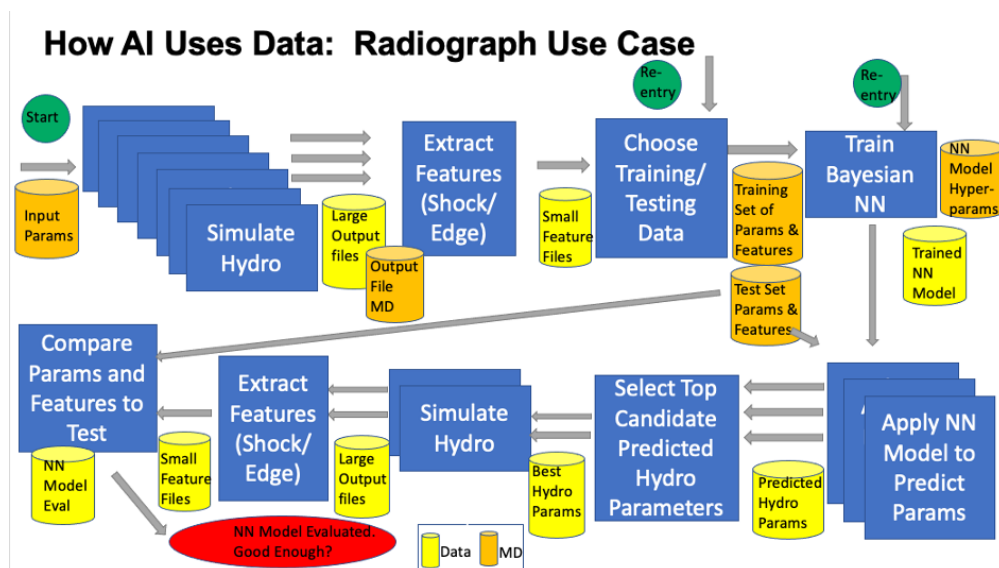 How AI Uses Data:  Radiograph Use Case
Start
Input
Params
Simulate
Hydro
Large
Output
files
Output
File
MD
Extract
Features
(Shock/
Edge)
Small
Feature
Files
Re-
entry
Choose
Training/
Testing
Data
Training
Set of
Params &
Features
Test Set
Params &
Features
Re-
entry
Train
Bayesian
NN
NN
Model
Hyper-
params
Trained
NN
Model
Apply NN
Model to
Predict
Params
Predicted
Hydro
Params
Select Top
Candidate
Predicted
Hydro
Parameters
Best
Hydro
Params
Simulate
Hydro
Large
Output
files
Extract
Features
(Shock/
Edge)
Small
Feature
Files
Compare
Params and
Features to
Test
NN
Model
Eval
NN Model Evaluated.
Good Enough?
Data
MD